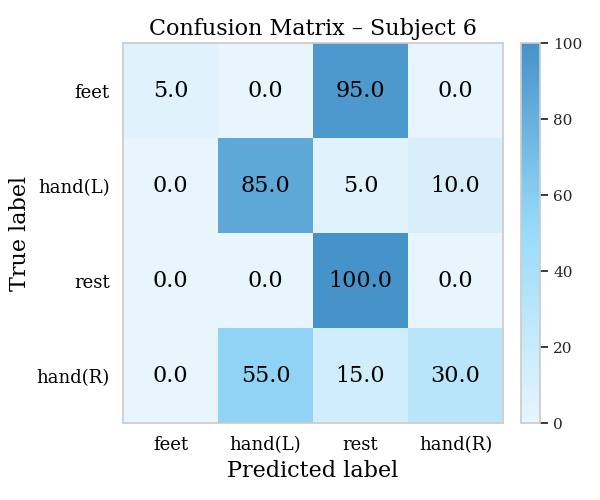 Confusion Matrix – Subject 6
True label
feet 5.0 0.0 95.0 0.0
hand(L) 0.0 85.0 5.0 10.0
rest 0.0 0.0 100.0 0.0
hand(R) 0.0 55.0 15.0 30.0
feet hand(L) rest hand(R)
Predicted label
100
80
60
40
20
0